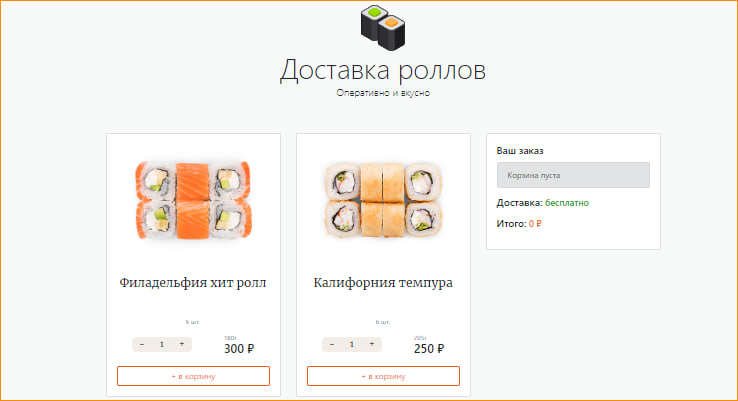 Доставка роллов
Оперативно и вкусно
Филадельфия хит ролл
6 шт.
- 1 +
180г.
300 ₽
+ в корзину
Калифорния темпура
6 шт.
- 1 +
205г.
250 ₽
+ в корзину
Ваш заказ
Корзина пуста
Доставка: бесплатно
Итого: 0 ₽